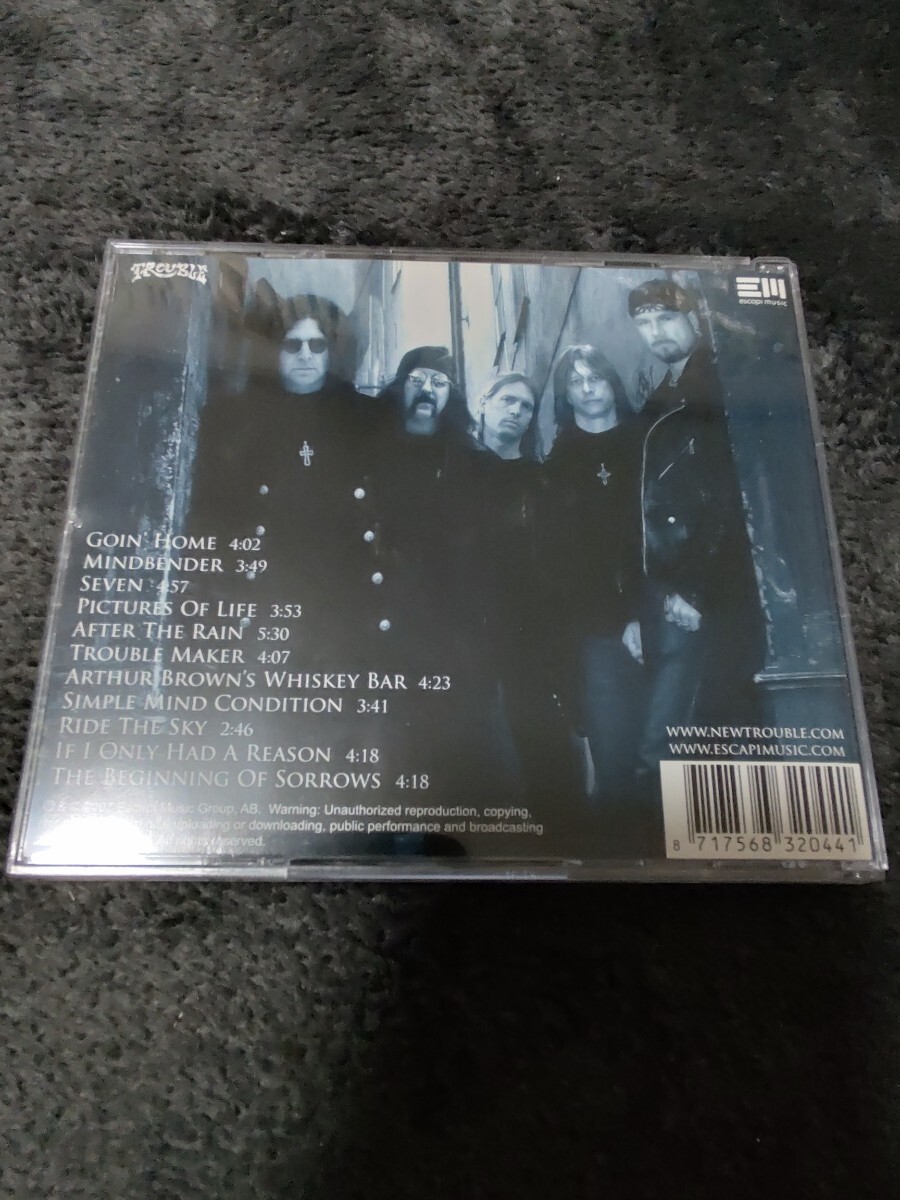 TROUBLE
escapi music
GOIN' HOME 4:02
MINDBENDER 3:49
SEVEN 4:57
PICTURES OF LIFE 3:53
AFTER THE RAIN 5:30
TROUBLE MAKER 4:07
ARTHUR BROWN'S WHISKEY BAR 4:23
SIMPLE MIND CONDITION 3:41
RIDE THE SKY 2:46
IF I ONLY HAD A REASON 4:18
THE BEGINNING OF SORROWS 4:18
WWW.NEWTROUBLE.COM
WWW.ESCAPIMUSIC.COM
& Music Group, AB. Warning: Unauthorized reproduction, copying,
uploading or downloading, public performance and broadcasting
rights reserved.
8 717568 320441